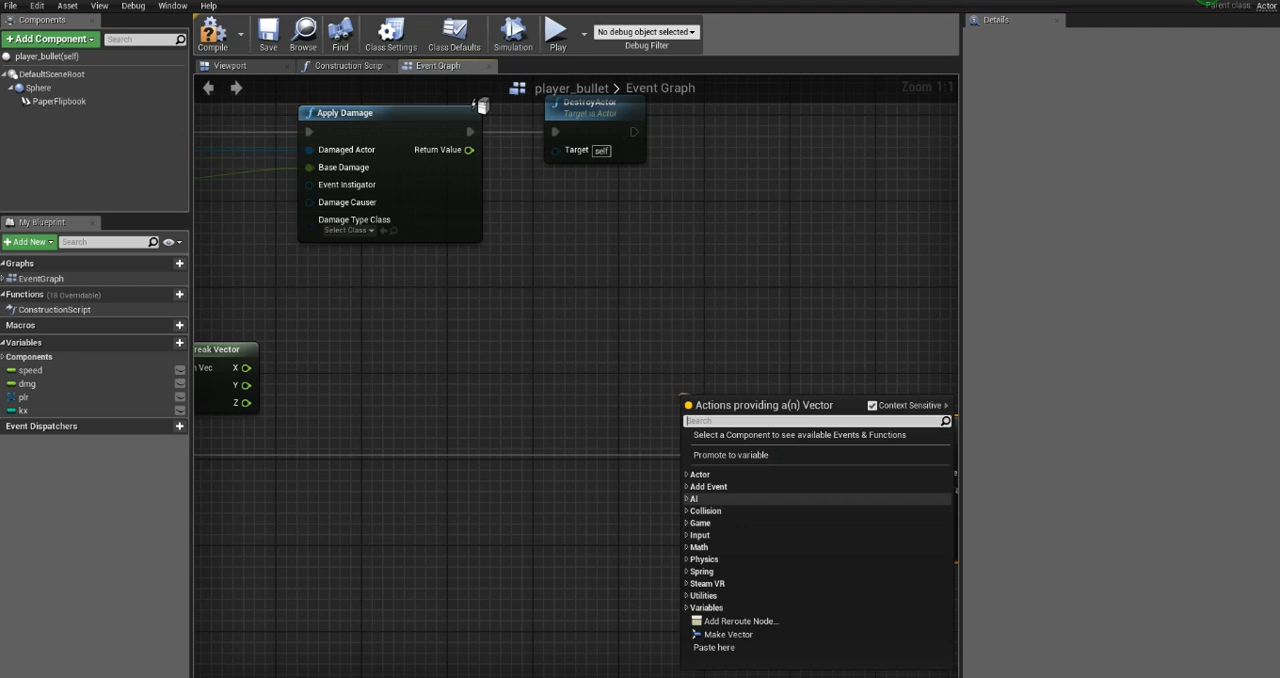 File Edit Asset View Debug Window Help
Parent class: Actor
Components
Details
+ Add Component
Search
Compile
Save
Browse
Find
Class Settings
Class Defaults
Simulation
Play
No debug object selected
Debug Filter
player_bullet(self)
DefaultSceneRoot
Sphere
PaperFlipbook
Viewport
Construction Scrip
Event Graph
player_bullet > Event Graph
Zoom 1:1
Apply Damage
Damaged Actor
Return Value
Base Damage
Event Instigator
Damage Causer
Damage Type Class
Select Class
DestroyActor
Target is Actor
Target self
My Blueprint
+ Add New
Search
Graphs
EventGraph
Functions (18 Overridable)
ConstructionScript
Macros
Variables
Components
speed
dmg
plr
kx
Event Dispatchers
reak Vector
n Vec
X
Y
Z
Actions providing a(n) Vector
Context Sensitive
Search
Select a Component to see available Events & Functions
Promote to variable
Actor
Add Event
AI
Collision
Game
Input
Math
Physics
Spring
Steam VR
Utilities
Variables
Add Reroute Node...
Make Vector
Paste here